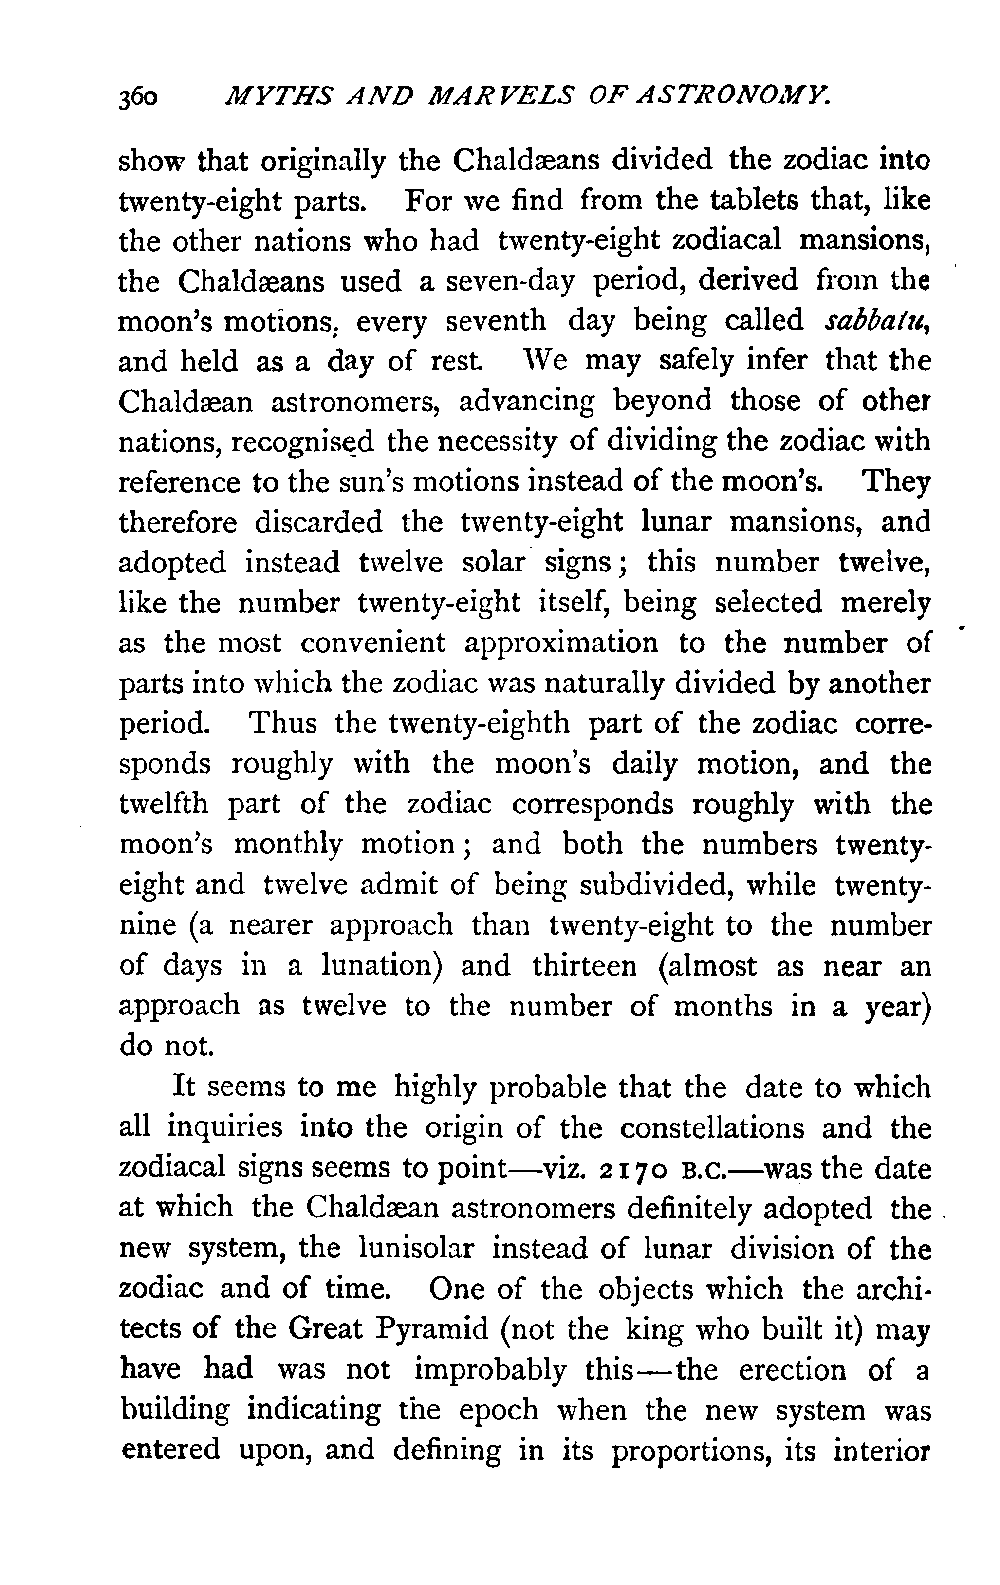 360 MYTHS AND MARVELS OF ASTRONOMY.
show that originally the Chaldæans divided the zodiac into
twenty-eight parts. For we find from the tablets that, like
the other nations who had twenty-eight zodiacal mansions,
the Chaldæans used a seven-day period, derived from the
moon's motions, every seventh day being called sabbatu,
and held as a day of rest. We may safely infer that the
Chaldæan astronomers, advancing beyond those of other
nations, recognised the necessity of dividing the zodiac with
reference to the sun's motions instead of the moon's. They
therefore discarded the twenty-eight lunar mansions, and
adopted instead twelve solar signs; this number twelve,
like the number twenty-eight itself, being selected merely
as the most convenient approximation to the number of
parts into which the zodiac was naturally divided by another
period. Thus the twenty-eighth part of the zodiac corre-
sponds roughly with the moon's daily motion, and the
twelfth part of the zodiac corresponds roughly with the
moon's monthly motion; and both the numbers twenty-
eight and twelve admit of being subdivided, while twenty-
nine (a nearer approach than twenty-eight to the number
of days in a lunation) and thirteen (almost as near an
approach as twelve to the number of months in a year)
do not.
It seems to me highly probable that the date to which
all inquiries into the origin of the constellations and the
zodiacal signs seems to point—viz. 2170 B.C.—was the date
at which the Chaldæan astronomers definitely adopted the
new system, the lunisolar instead of lunar division of the
zodiac and of time. One of the objects which the archi-
tects of the Great Pyramid (not the king who built it) may
have had was not improbably this—the erection of a
building indicating the epoch when the new system was
entered upon, and defining in its proportions, its interior